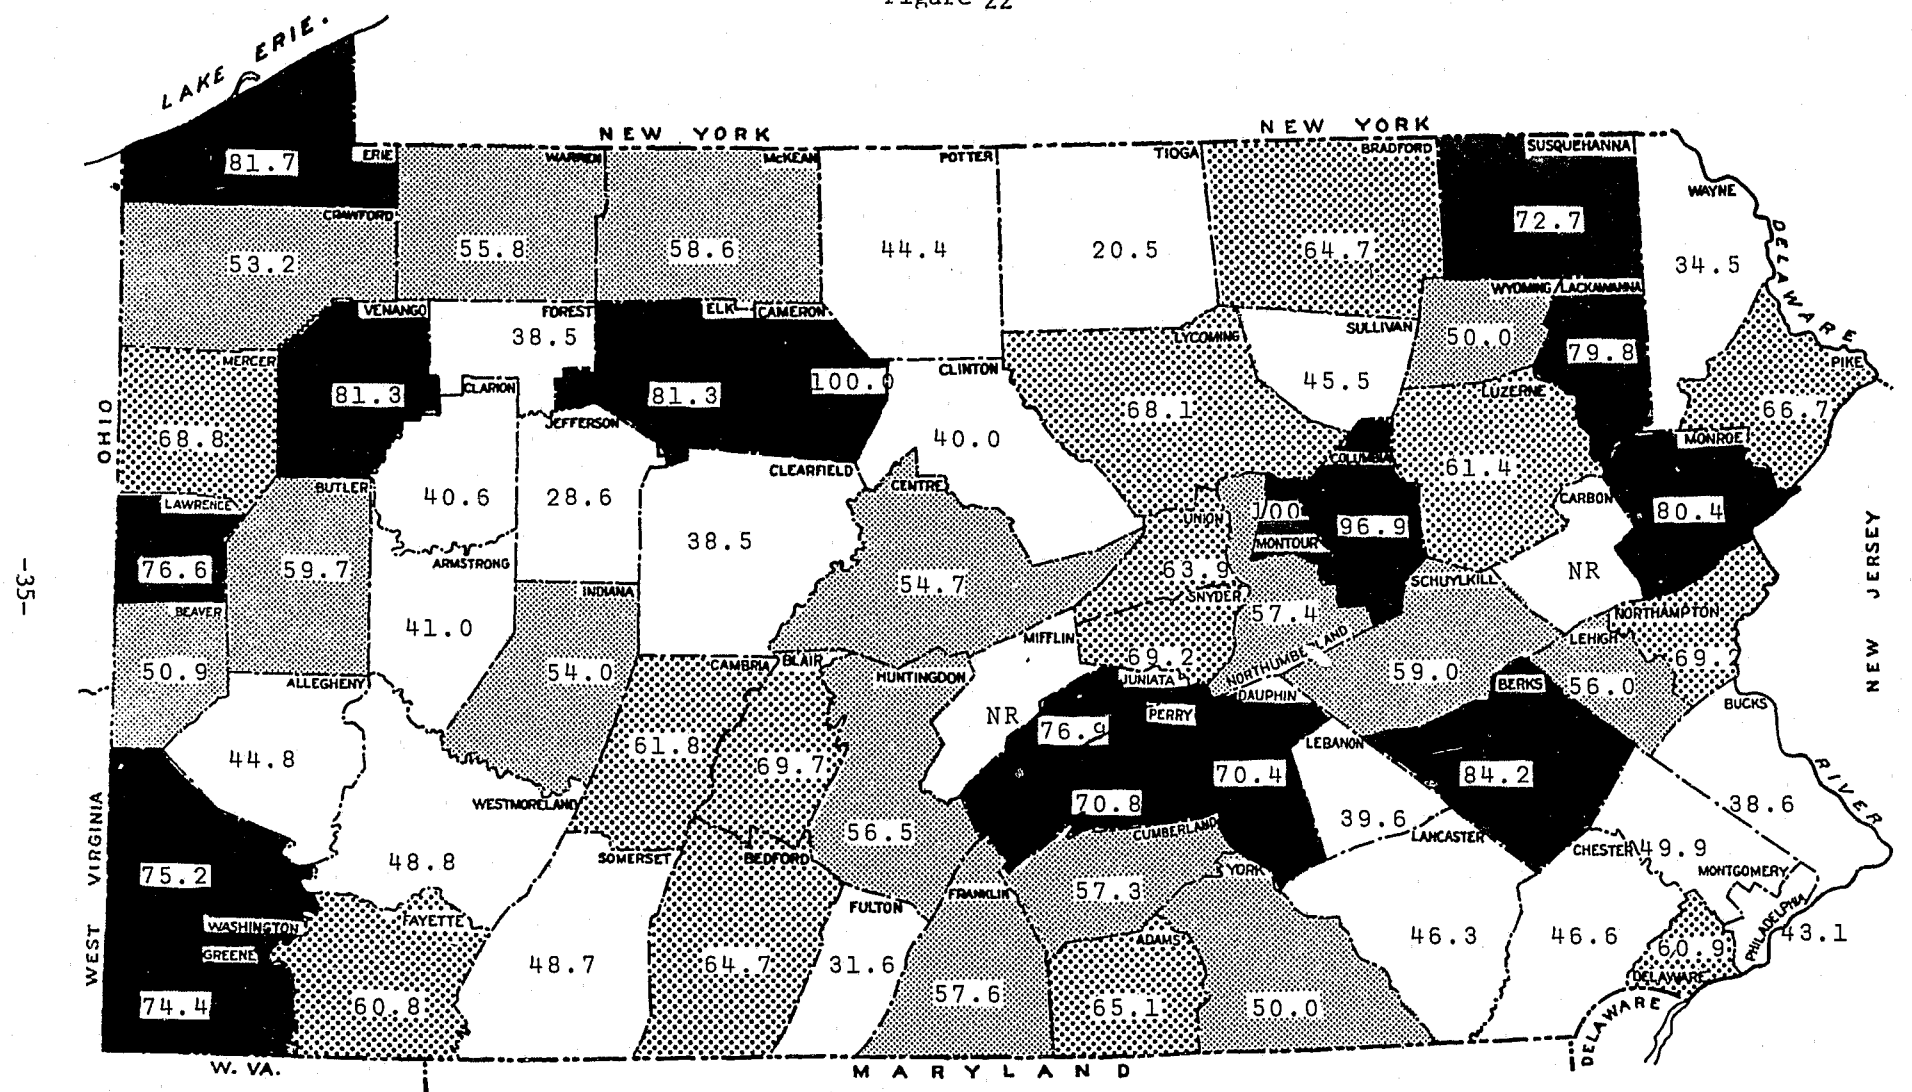 Figure 22
LAKE ERIE.
NEW YORK
NEW YORK
ERIE
81.7
WARREN
55.8
McKEAN
58.6
POTTER
44.4
TIOGA
20.5
BRADFORD
64.7
SUSQUEHANNA
72.7
WAYNE
34.5
DELAWARE
CRAWFORD
53.2
VENANGO
81.3
FOREST
38.5
ELK
81.3
CAMERON
100.0
CLINTON
40.0
LYCOMING
68.1
SULLIVAN
45.5
WYOMING
50.0
LACKAWANNA
79.8
PIKE
66.7
OHIO
MERCER
68.8
CLARION
40.6
JEFFERSON
28.6
CLEARFIELD
38.5
CENTRE
54.7
UNION
63.9
MONTOUR
100
COLUMBIA
96.9
LUZERNE
61.4
CARBON
NR
MONROE
80.4
NEW JERSEY
LAWRENCE
76.6
BUTLER
59.7
ARMSTRONG
41.0
INDIANA
54.0
SNYDER
69.2
NORTHUMBERLAND
57.4
SCHUYLKILL
59.0
NORTHAMPTON
69.2
LEHIGH
56.0
-35-
BEAVER
50.9
ALLEGHENY
44.8
CAMBRIA
61.8
BLAIR
69.7
HUNTINGDON
56.5
MIFFLIN
NR
JUNIATA
76.9
PERRY
70.8
DAUPHIN
70.4
LEBANON
39.6
BERKS
84.2
BUCKS
38.6
RIVER
WEST VIRGINIA
WASHINGTON
75.2
WESTMORELAND
48.8
SOMERSET
48.7
BEDFORD
64.7
FULTON
31.6
FRANKLIN
57.6
CUMBERLAND
57.3
YORK
50.0
LANCASTER
46.3
CHESTER
46.6
MONTGOMERY
49.9
PHILADELPHIA
43.1
GREENE
74.4
FAYETTE
60.8
ADAMS
65.1
DELAWARE
60.9
DELAWARE
W. VA.
MARYLAND